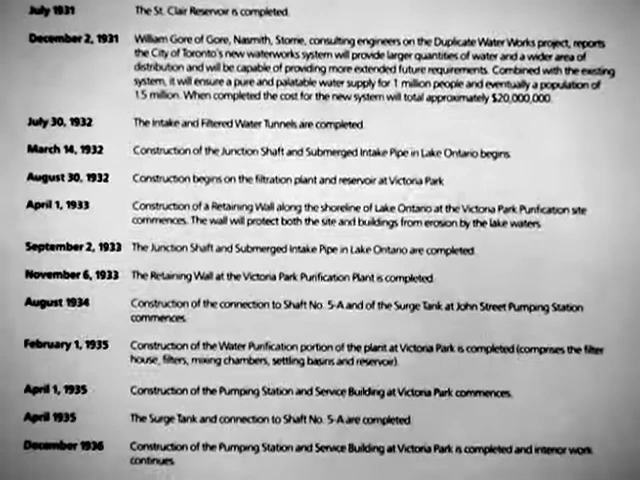 July 1931 The St. Clair Reservoir is completed.
December 2, 1931 William Gore of Gore, Nasmith, Storrie, consulting engineers on the Duplicate Water Works project, reports
the City of Toronto's new waterworks system will provide larger quantities of water and a wider area of
distribution and will be capable of providing more extended future requirements. Combined with the existing
system, it will ensure a pure and palatable water supply for 1 million people and eventually a population of
1.5 million. When completed the cost for the new system will total approximately $20,000,000.
July 30, 1932 The Intake and Filtered Water Tunnels are completed.
March 14, 1932 Construction of the Junction Shaft and Submerged Intake Pipe in Lake Ontario begins.
August 30, 1932 Construction begins on the filtration plant and reservoir at Victoria Park.
April 1, 1933 Construction of a Retaining Wall along the shoreline of Lake Ontario at the Victoria Park Purification site
commences. The wall will protect both the site and buildings from erosion by the lake waters.
September 2, 1933 The Junction Shaft and Submerged Intake Pipe in Lake Ontario are completed.
November 6, 1933 The Retaining Wall at the Victoria Park Purification Plant is completed.
August 1934 Construction of the connection to Shaft No. 5-A and of the Surge Tank at John Street Pumping Station
commences.
February 1, 1935 Construction of the Water Purification portion of the plant at Victoria Park is completed (comprises the filter
house, filters, mixing chambers, settling basins and reservoir).
April 1, 1935 Construction of the Pumping Station and Service Building at Victoria Park commences.
April 1935 The Surge Tank and connection to Shaft No. 5-A are completed.
December 1936 Construction of the Pumping Station and Service Building at Victoria Park is completed and interior work
continues.